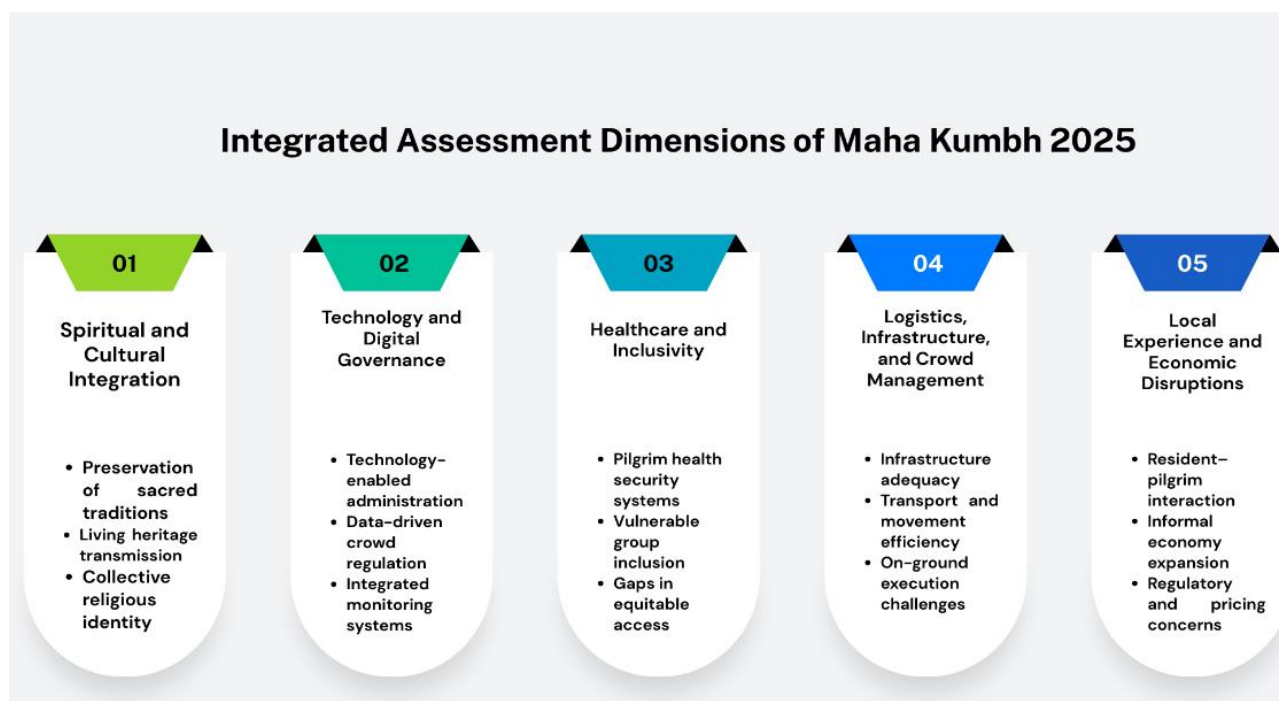 Integrated Assessment Dimensions of Maha Kumbh 2025
01
Spiritual and
Cultural
Integration
• Preservation
of sacred
traditions
• Living heritage
transmission
• Collective
religious
identity
02
Technology and
Digital
Governance
• Technology-
enabled
administration
• Data-driven
crowd
regulation
• Integrated
monitoring
systems
03
Healthcare and
Inclusivity
• Pilgrim health
security
systems
• Vulnerable
group
inclusion
• Gaps in
equitable
access
04
Logistics,
Infrastructure,
and Crowd
Management
• Infrastructure
adequacy
• Transport and
movement
efficiency
• On-ground
execution
challenges
05
Local
Experience and
Economic
Disruptions
• Resident–
pilgrim
interaction
• Informal
economy
expansion
• Regulatory
and pricing
concerns